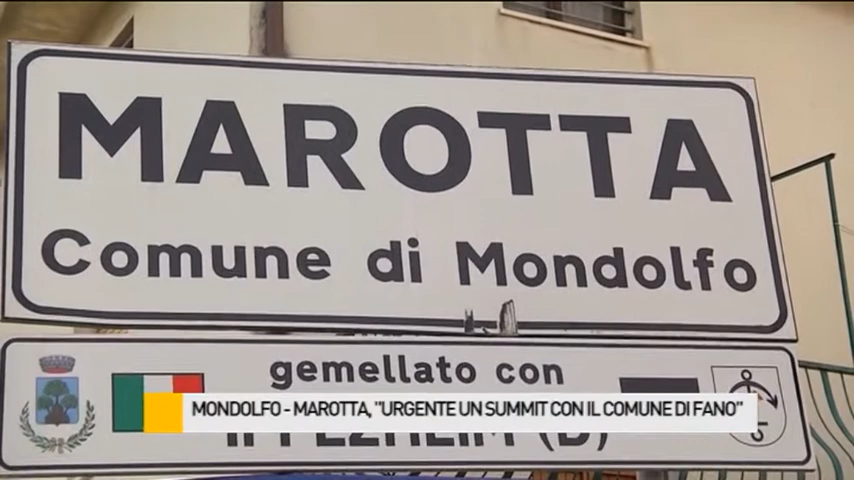 MAROTTA
Comune di Mondolfo
gemellato con
MONDOLFO - MAROTTA, "URGENTE UN SUMMIT CON IL COMUNE DI FANO"